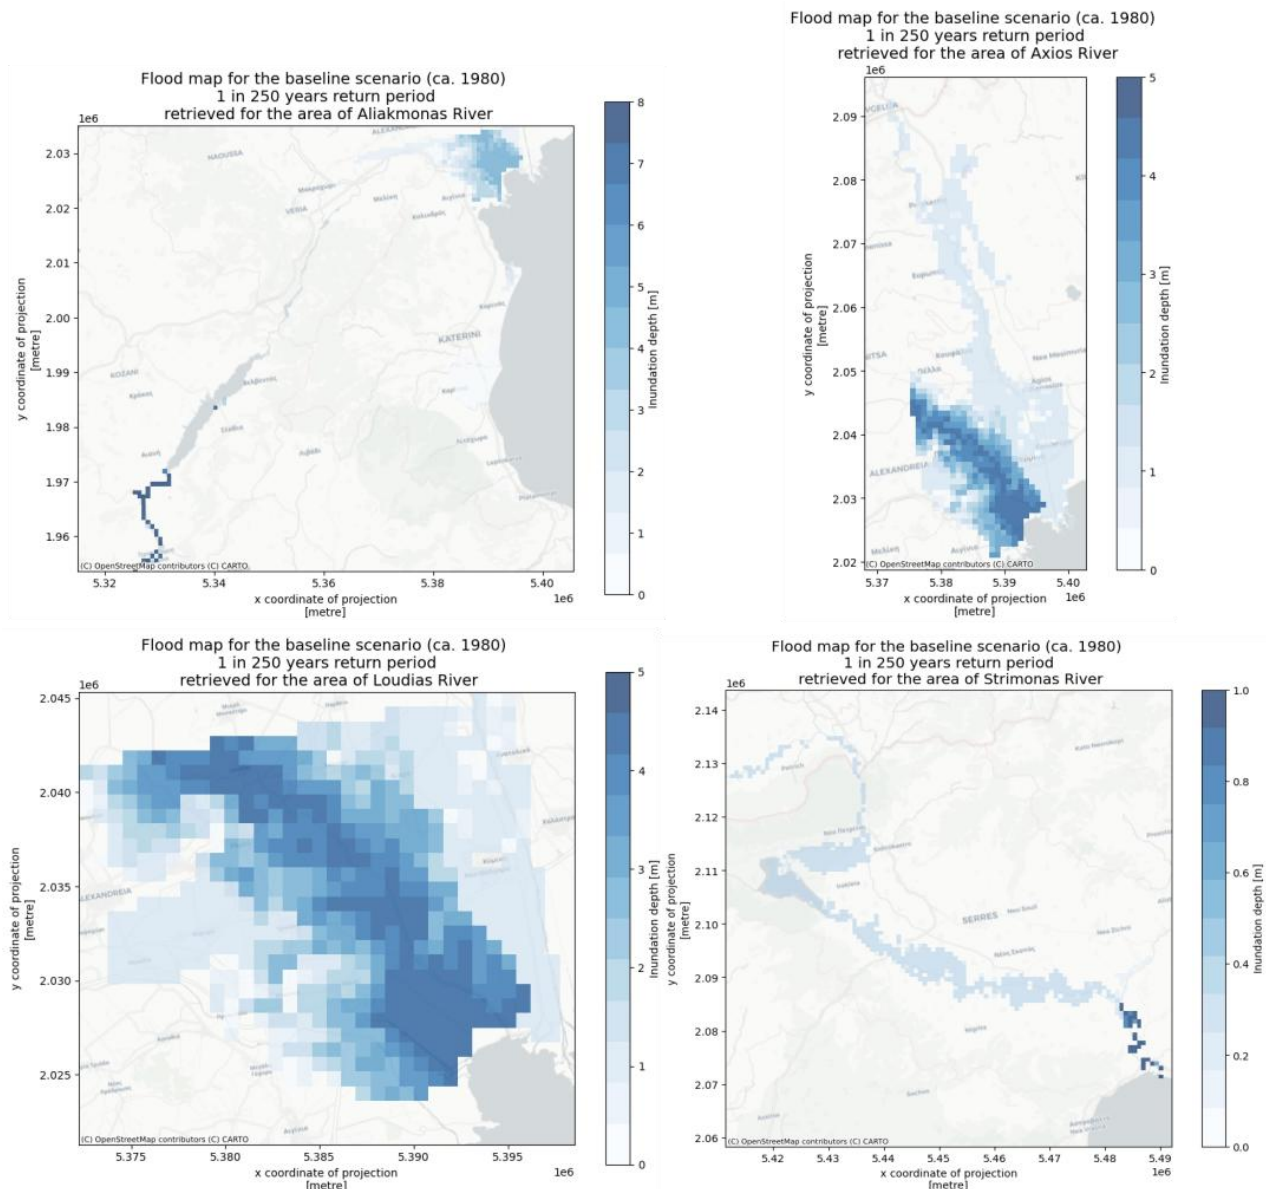 Flood map for the baseline scenario (ca. 1980)
1 in 250 years return period
retrieved for the area of Aliakmonas River
1e6
2.03
2.02
2.01
2.00
1.99
1.98
1.97
1.96
y coordinate of projection
[metre]
NAOUSSA
VERIA
KATERINI
KOZANI
(C) OpenStreetMap contributors (C) CARTO
5.32
5.34
5.36
5.38
5.40
1e6
x coordinate of projection
[metre]
8
7
6
5
4
3
2
1
0
Inundation depth [m]
Flood map for the baseline scenario (ca. 1980)
1 in 250 years return period
retrieved for the area of Axios River
1e6
2.09
2.08
2.07
2.06
2.05
2.04
2.03
2.02
y coordinate of projection
[metre]
ALEXANDREIA
(C) OpenStreetMap contributors (C) CARTO
5.37
5.38
5.39
5.40
1e6
x coordinate of projection
[metre]
5
4
3
2
1
0
Inundation depth [m]
Flood map for the baseline scenario (ca. 1980)
1 in 250 years return period
retrieved for the area of Loudias River
1e6
2.045
2.040
2.035
2.030
2.025
y coordinate of projection
[metre]
(C) OpenStreetMap contributors (C) CARTO
5.375
5.380
5.385
5.390
5.395
1e6
x coordinate of projection
[metre]
5
4
3
2
1
0
Inundation depth [m]
Flood map for the baseline scenario (ca. 1980)
1 in 250 years return period
retrieved for the area of Strimonas River
1e6
2.14
2.13
2.12
2.11
2.10
2.09
2.08
2.07
2.06
y coordinate of projection
[metre]
Petrich
SERRES
(C) OpenStreetMap contributors (C) CARTO
5.42
5.43
5.44
5.45
5.46
5.47
5.48
5.49
1e6
x coordinate of projection
[metre]
1.0
0.8
0.6
0.4
0.2
0.0
Inundation depth [m]